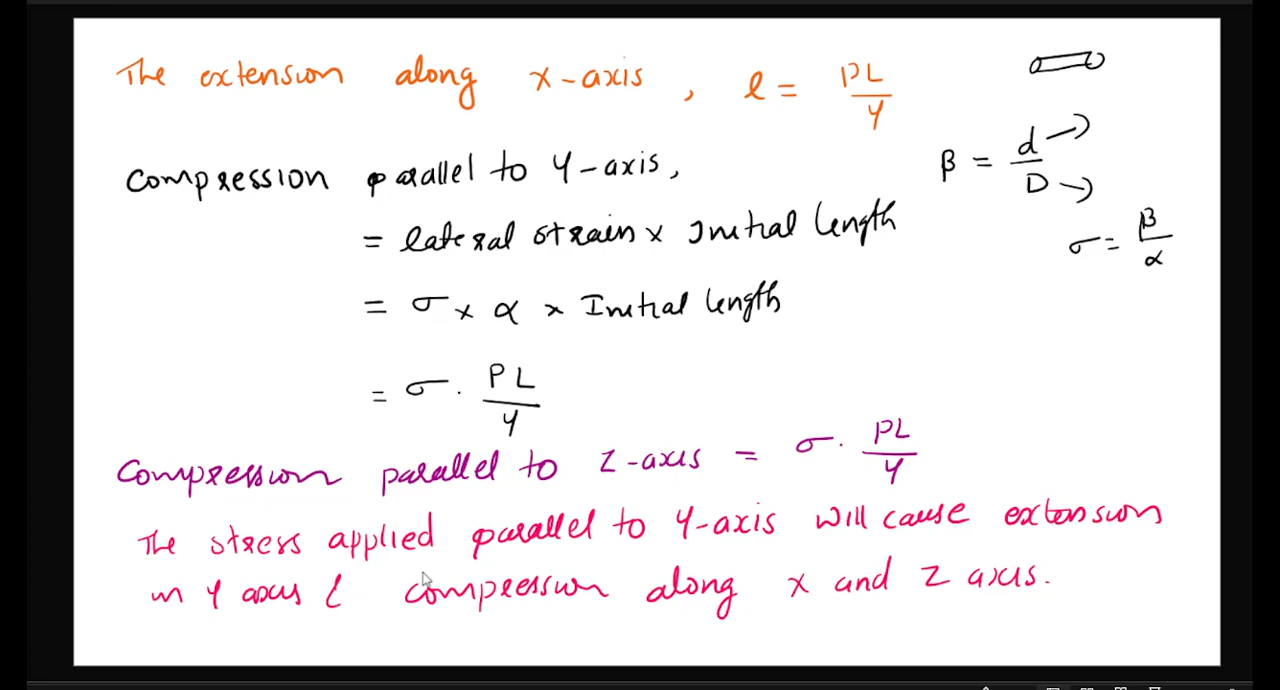 The extension along x-axis, l = PL/Y
Compression parallel to Y-axis,
β = d/D
= lateral strain x Initial length
σ = β/α
= σ x α x Initial length
= σ . PL/Y
Compression parallel to Z-axis = σ . PL/Y
The stress applied parallel to Y-axis will cause extension
in Y axis & compression along x and Z axis.